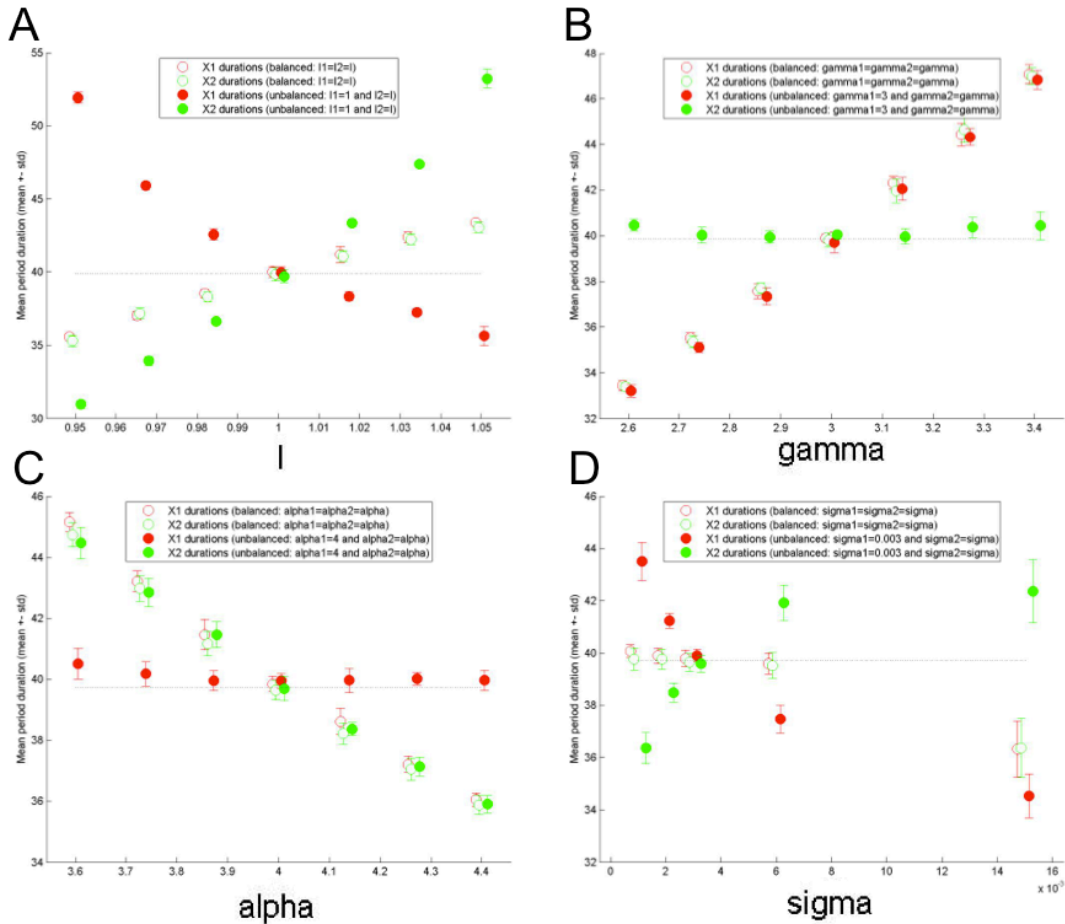 A
55
50
45
40
35
30
Mean period duration (mean +- std)
X1 durations (balanced: I1=I2=I)
X2 durations (balanced: I1=I2=I)
X1 durations (unbalanced: I1=1 and I2=I)
X2 durations (unbalanced: I1=1 and I2=I)
0.95 0.96 0.97 0.98 0.99 1 1.01 1.02 1.03 1.04 1.05
I
B
48
46
44
42
40
38
36
34
32
Mean period duration (mean +- std)
X1 durations (balanced: gamma1=gamma2=gamma)
X2 durations (balanced: gamma1=gamma2=gamma)
X1 durations (unbalanced: gamma1=3 and gamma2=gamma)
X2 durations (unbalanced: gamma1=3 and gamma2=gamma)
2.6 2.7 2.8 2.9 3 3.1 3.2 3.3 3.4
gamma
C
46
44
42
40
38
36
34
Mean period duration (mean +- std)
X1 durations (balanced: alpha1=alpha2=alpha)
X2 durations (balanced: alpha1=alpha2=alpha)
X1 durations (unbalanced: alpha1=4 and alpha2=alpha)
X2 durations (unbalanced: alpha1=4 and alpha2=alpha)
3.6 3.7 3.8 3.9 4 4.1 4.2 4.3 4.4
alpha
D
46
44
42
40
38
36
34
32
Mean period duration (mean +- std)
X1 durations (balanced: sigma1=sigma2=sigma)
X2 durations (balanced: sigma1=sigma2=sigma)
X1 durations (unbalanced: sigma1=0.003 and sigma2=sigma)
X2 durations (unbalanced: sigma1=0.003 and sigma2=sigma)
0 2 4 6 8 10 12 14 16
x 10⁻³
sigma